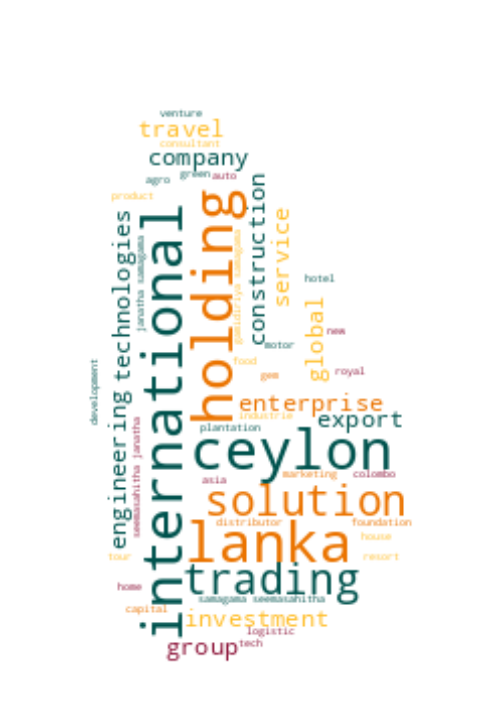 venture
travel
consultant
company
green auto
agro
product
international
holding
construction
service
engineering technologies
janatha samagama
gamidiriya samagama
hotel
global
new
motor
development
food
gem
royal
enterprise
industrie
export
plantation
seemasahitha janatha
ceylon
asia
marketing
colombo
solution
distributor
foundation
lanka
house
tour
resort
trading
home
samagama seemasahitha
capital
investment
logistic
group
tech